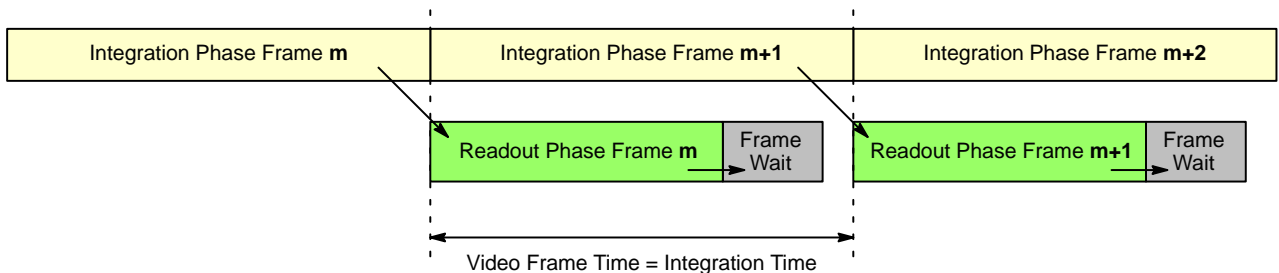 Integration Phase Frame m
Integration Phase Frame m+1
Integration Phase Frame m+2
Readout Phase Frame m
Frame
Wait
Readout Phase Frame m+1
Frame
Wait
Video Frame Time = Integration Time